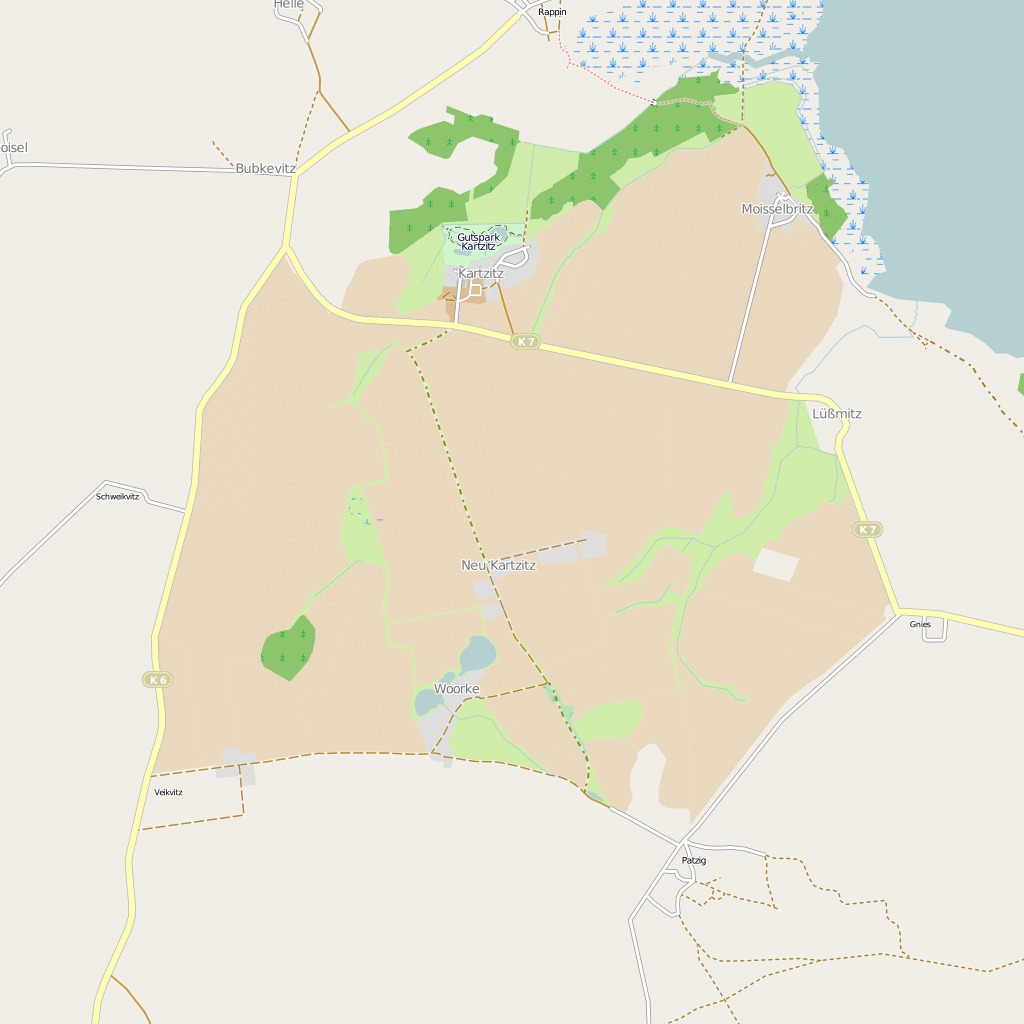 Helle
Rappin
oisel
Bubkevitz
Moisselbritz
Gutspark
Kartzitz
Kartzitz
K 7
Lüßmitz
Schweikvitz
K 7
Neu Kartzitz
Gnies
K 6
Woorke
Veikvitz
Patzig